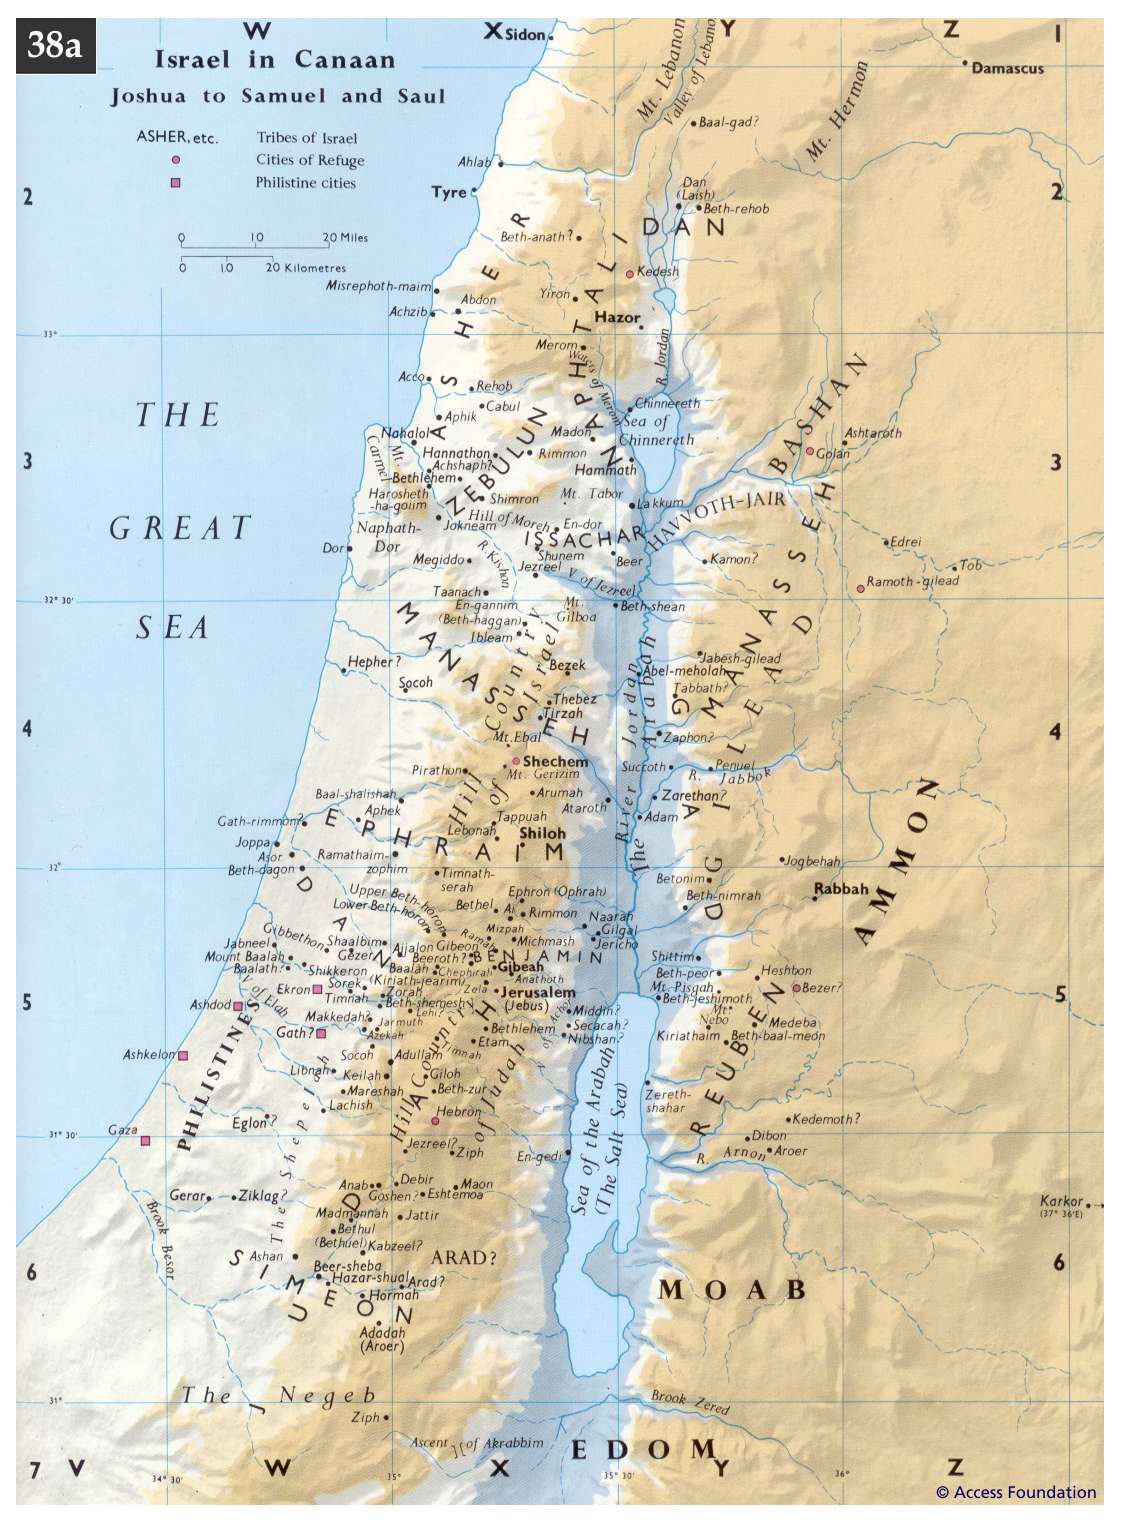 38a
W
X
Y
Z
1
Israel in Canaan
Joshua to Samuel and Saul
ASHER, etc.
Tribes of Israel
Cities of Refuge
Philistine cities
0 10 20 Miles
0 10 20 Kilometres
Sidon
Mt. Lebanon
Valley of Lebano
Damascus
Baal-gad?
Mt. Hermon
Ahlab
2
Tyre
Dan
(Laish)
2
Beth-rehob
DAN
Beth-anath?
Kedesh
Misrephoth-maim
Yiron
Achzib
Abdon
Hazor
ASHER
NAPHTALI
33°
Merom
Waters of Merom
R. Jordan
Acco
Rehob
Cabul
Chinnereth
Aphik
Sea of
Chinnereth
THE
BASHAN
Nahalol
Madon
Ashtaroth
Mt.
Carmel
Hannathon
Rimmon
Golan
3
Achshaph?
Hammath
3
Bethlehem
ZEBULUN
Harosheth
-ha-goiim
Shimron
Mt. Tabor
Lakkum
HAVVOTH-JAIR
GREAT
Naphath-
Dor
Jokneam
Hill of Moreh
En-dor
ISSACHAR
Dor
R. Kishon
Shunem
Beer
Edrei
Megiddo
Jezreel
V of Jezreel
Kamon?
Tob
Ramoth-gilead
Taanach
32° 30'
En-gannim
(Beth-haggan)
Mt.
Gilboa
Beth-shean
SEA
Ibleam
MANASSEH
MANASSEH
Hill Country
of Israel
Hepher?
Bezek
Jabesh-gilead
Abel-meholah
Socoh
Tabbath?
Thebez
Tirzah
GILEAD
4
Mt. Ebal
Zaphon?
4
Shechem
Pirathon
Mt. Gerizim
Succoth
Penuel
R. Jabbok
The River Jordan
Arabah
Baal-shalishah
Arumah
Zarethan?
Aphek
Ataroth
Gath-rimmon?
Tappuah
Adam
EPHRAIM
Lebonah
Shiloh
Joppa
Asor
Ramathaim-
zophim
Jogbehah
Beth-dagon
32°
Timnath-
serah
Betonim
AMMON
DAN
Ephron (Ophrah)
Beth-nimrah
Rabbah
Upper Beth-horon
Lower Beth-horon
Bethel
Ai
Rimmon
GAD
Naarah
Gibbethon
Mizpah
Gilgal
Ramah
Michmash
Jericho
Jabneel
Shaalbim
Aijalon
Gibeon
BENJAMIN
Mount Baalah
Gezer
Beeroth?
Shittim
Baalath?
Shikkeron
Baalah
Chephirah
Gibeah
Beth-peor
Heshbon
(Kiriath-jearim)
Anathoth
Ekron
Sorek
Zorah
Zela
Jerusalem
(Jebus)
Mt. Pisgah
Bezer?
5
V. of Elah
Timnah
Beth-shemesh
Beth-jeshimoth
5
Ashdod
Lehi?
Middin?
Mt.
Nebo
Makkedah?
Jarmuth
Bethlehem
Secacah?
Medeba
Gath?
Azekah
Etam
Nibshan?
Kiriathaim
Beth-baal-meon
V. of Achor
Ashkelon
Socoh
Adullam
Timnah
Libnah
Keilah
Giloh
PHILISTINES
Mareshah
Beth-zur
Zereth-
shahar
REUBEN
Lachish
Hebron
JUDAH
Hill Country
of Judah
Kedemoth?
Eglon?
Gaza
31° 30'
Dibon
Jezreel?
Ziph
En-gedi
R. Arnon
Aroer
The Shephelah
Sea of the Arabah
(The Salt Sea)
Anab
Debir
Maon
Gerar
Ziklag?
Goshen?
Eshtemoa
Karkor
(37° 36'E)
Brook Besor
Madmannah
Jattir
Bethul
(Bethuel)
Kabzeel?
Ashan
ARAD?
SIMEON
Beer-sheba
6
Hazar-shual
Arad?
6
Hormah
MOAB
Adadah
(Aroer)
The Negeb
31°
Brook Zered
Ziph
Ascent of Akrabbim
EDOM
7
V
W
X
Y
Z
34° 30'
35°
35° 30'
36°
© Access Foundation